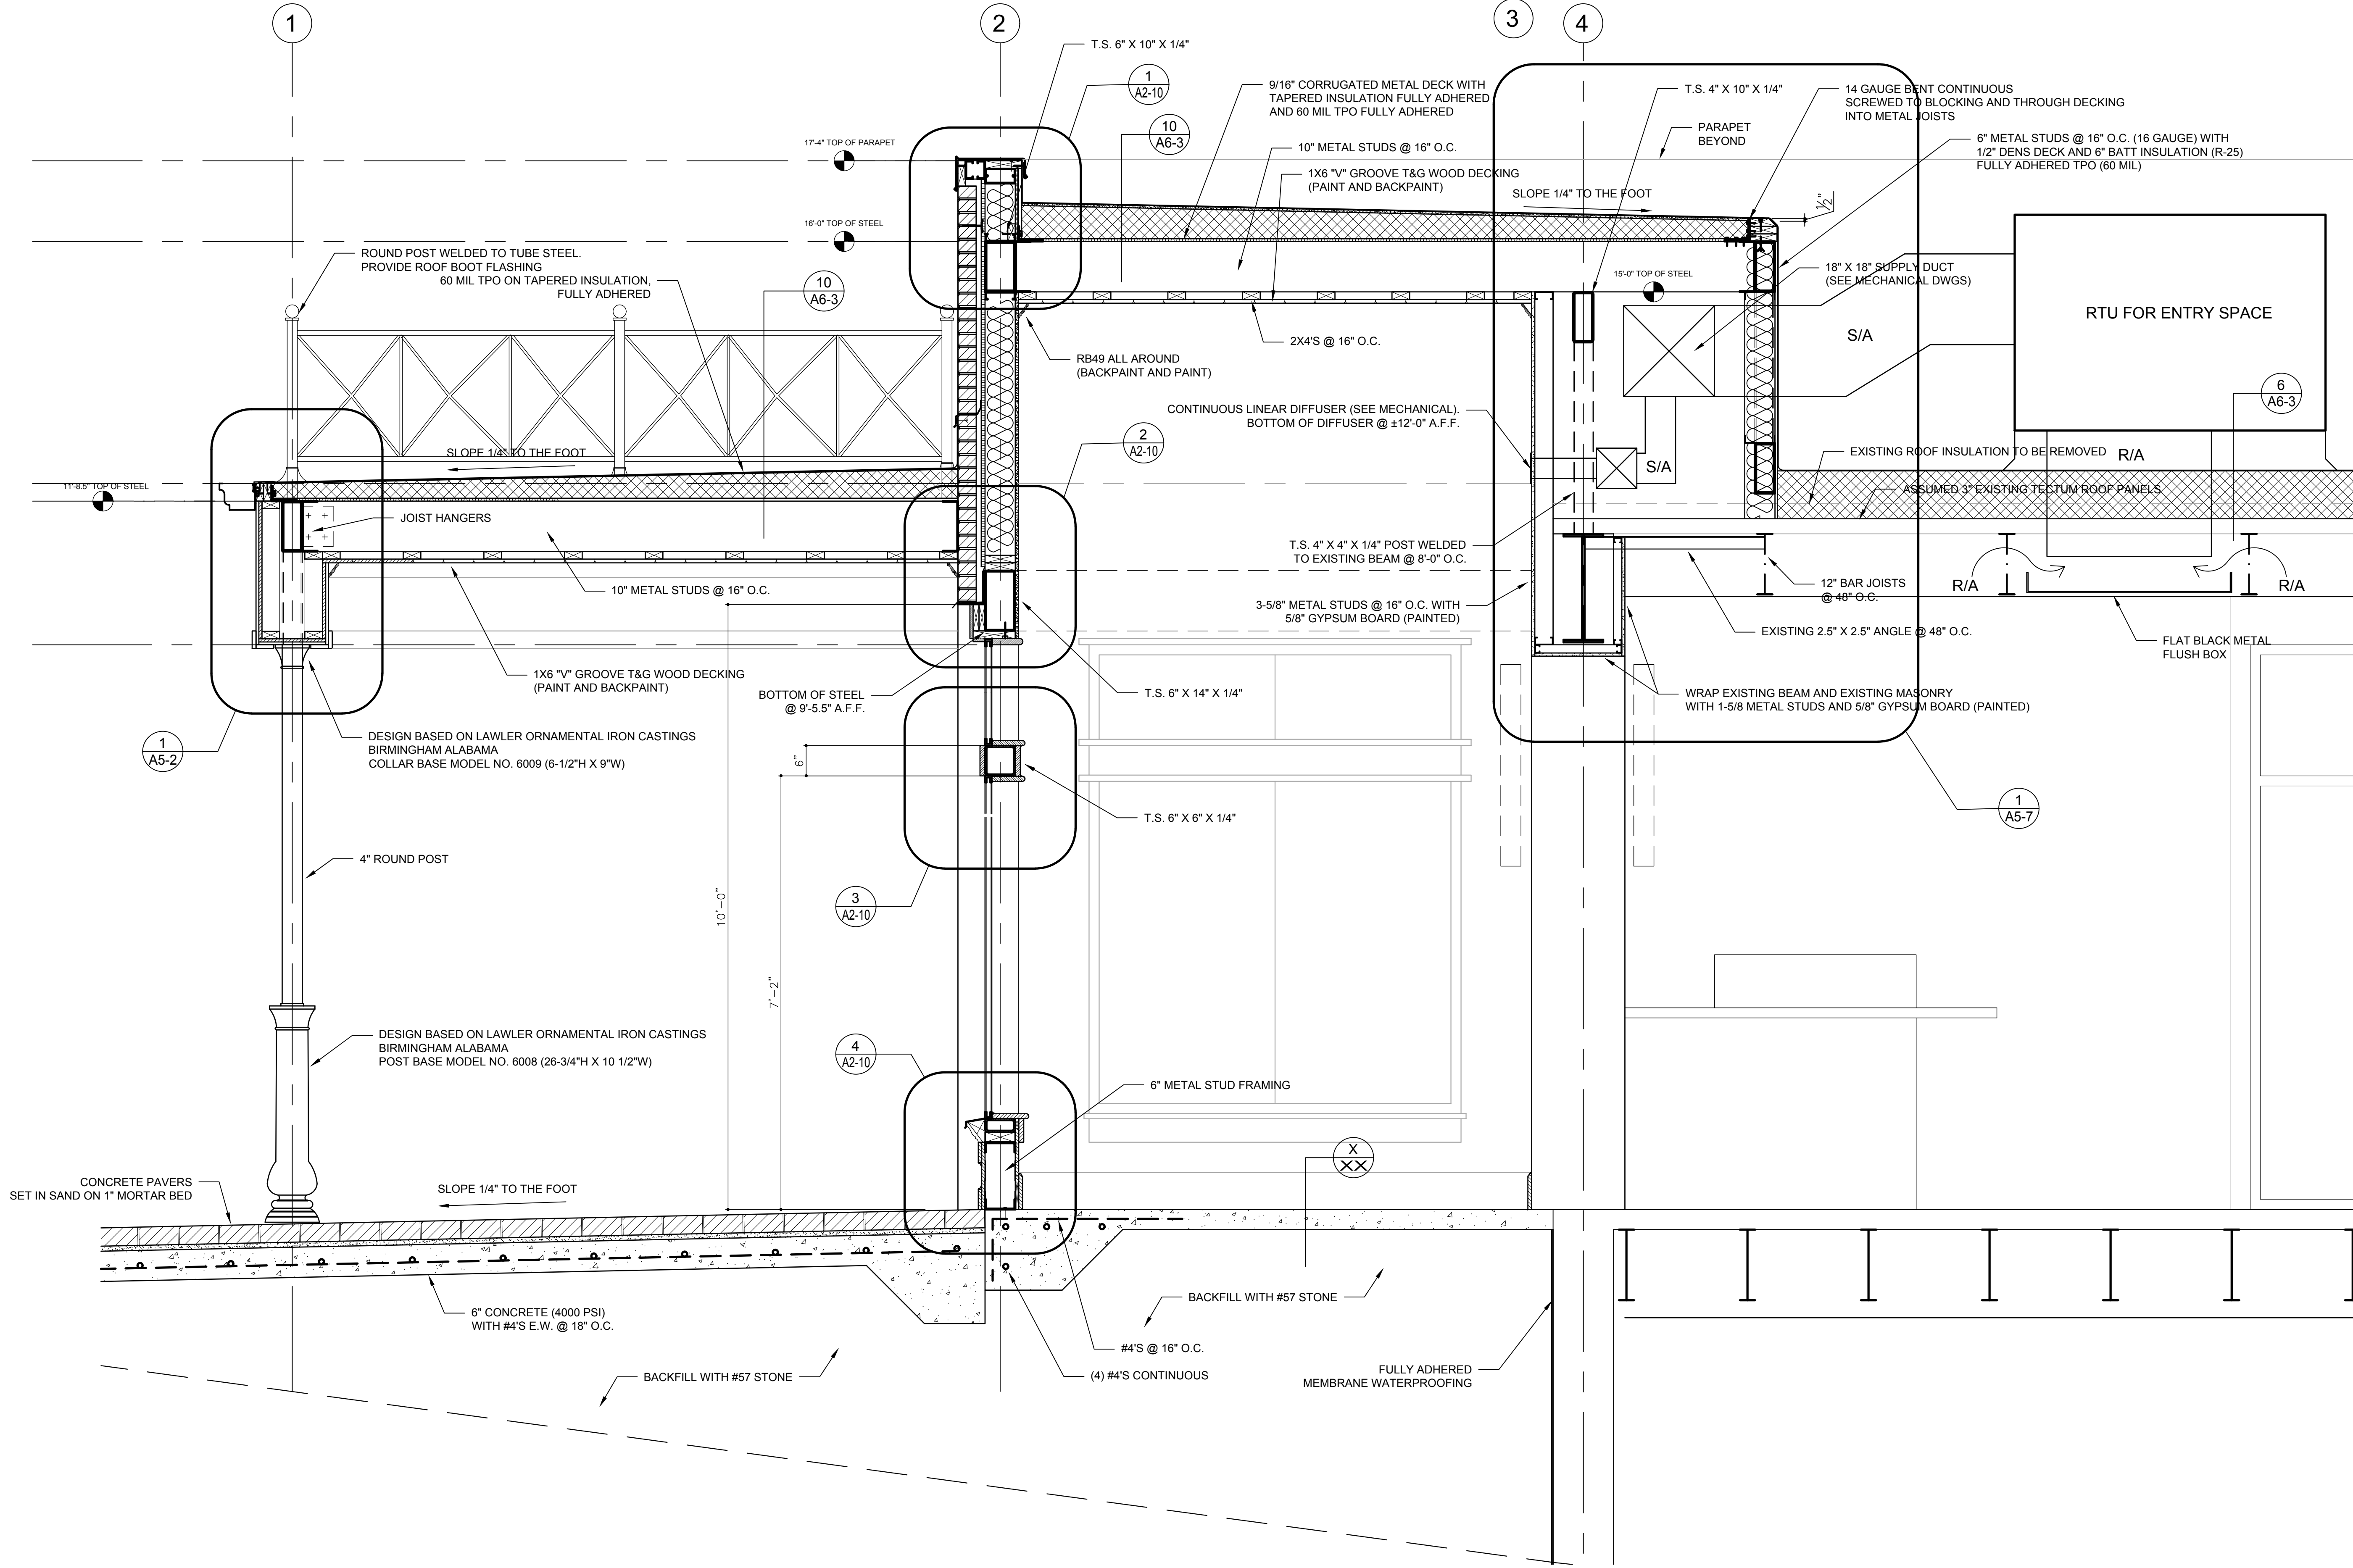 1
2
3
4
T.S. 6" X 10" X 1/4"
1
A2-10
9/16" CORRUGATED METAL DECK WITH
TAPERED INSULATION FULLY ADHERED
AND 60 MIL TPO FULLY ADHERED
T.S. 4" X 10" X 1/4"
14 GAUGE BENT CONTINUOUS
SCREWED TO BLOCKING AND THROUGH DECKING
INTO METAL JOISTS
10
A6-3
PARAPET
BEYOND
6" METAL STUDS @ 16" O.C. (16 GAUGE) WITH
1/2" DENS DECK AND 6" BATT INSULATION (R-25)
FULLY ADHERED TPO (60 MIL)
17'-4" TOP OF PARAPET
10" METAL STUDS @ 16" O.C.
1X6 "V" GROOVE T&G WOOD DECKING
(PAINT AND BACKPAINT)
SLOPE 1/4" TO THE FOOT
1/2"
16'-0" TOP OF STEEL
ROUND POST WELDED TO TUBE STEEL.
PROVIDE ROOF BOOT FLASHING
60 MIL TPO ON TAPERED INSULATION,
FULLY ADHERED
10
A6-3
15'-0" TOP OF STEEL
18" X 18" SUPPLY DUCT
(SEE MECHANICAL DWGS)
RTU FOR ENTRY SPACE
S/A
2X4'S @ 16" O.C.
RB49 ALL AROUND
(BACKPAINT AND PAINT)
6
A6-3
CONTINUOUS LINEAR DIFFUSER (SEE MECHANICAL).
BOTTOM OF DIFFUSER @ ±12'-0" A.F.F.
2
A2-10
SLOPE 1/4" TO THE FOOT
EXISTING ROOF INSULATION TO BE REMOVED
R/A
S/A
11'-8.5" TOP OF STEEL
ASSUMED 3" EXISTING TECTUM ROOF PANELS
JOIST HANGERS
T.S. 4" X 4" X 1/4" POST WELDED
TO EXISTING BEAM @ 8'-0" O.C.
10" METAL STUDS @ 16" O.C.
12" BAR JOISTS
@ 48" O.C.
R/A
R/A
3-5/8" METAL STUDS @ 16" O.C. WITH
5/8" GYPSUM BOARD (PAINTED)
EXISTING 2.5" X 2.5" ANGLE @ 48" O.C.
FLAT BLACK METAL
FLUSH BOX
1X6 "V" GROOVE T&G WOOD DECKING
(PAINT AND BACKPAINT)
BOTTOM OF STEEL
@ 9'-5.5" A.F.F.
T.S. 6" X 14" X 1/4"
WRAP EXISTING BEAM AND EXISTING MASONRY
WITH 1-5/8 METAL STUDS AND 5/8" GYPSUM BOARD (PAINTED)
1
A5-2
DESIGN BASED ON LAWLER ORNAMENTAL IRON CASTINGS
BIRMINGHAM ALABAMA
COLLAR BASE MODEL NO. 6009 (6-1/2"H X 9"W)
6"
T.S. 6" X 6" X 1/4"
1
A5-7
4" ROUND POST
10'-0"
3
A2-10
7'-2"
DESIGN BASED ON LAWLER ORNAMENTAL IRON CASTINGS
BIRMINGHAM ALABAMA
POST BASE MODEL NO. 6008 (26-3/4"H X 10 1/2"W)
4
A2-10
6" METAL STUD FRAMING
X
XX
CONCRETE PAVERS
SET IN SAND ON 1" MORTAR BED
SLOPE 1/4" TO THE FOOT
6" CONCRETE (4000 PSI)
WITH #4'S E.W. @ 18" O.C.
BACKFILL WITH #57 STONE
#4'S @ 16" O.C.
(4) #4'S CONTINUOUS
BACKFILL WITH #57 STONE
FULLY ADHERED
MEMBRANE WATERPROOFING